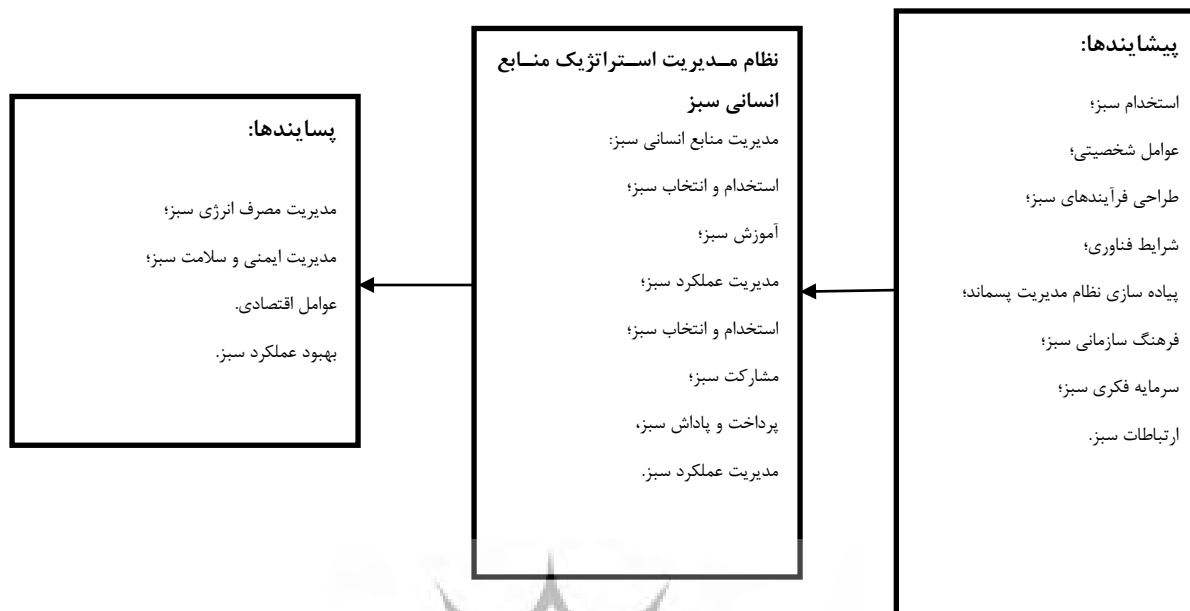 پیشایندها:
استخدام سبز؛
عوامل شخصیتی؛
طراحی فرآیندهای سبز؛
شرایط فناوری؛
پیاده سازی نظام مدیریت پسماند؛
فرهنگ سازمانی سبز؛
سرمایه فکری سبز؛
ارتباطات سبز.
نظام مـدیریت اسـتراتژیک منـابع
انسانی سبز
مدیریت منابع انسانی سبز:
استخدام و انتخاب سبز؛
آموزش سبز؛
مدیریت عملکرد سبز؛
استخدام و انتخاب سبز؛
مشارکت سبز؛
پرداخت و پاداش سبز،
مدیریت عملکرد سبز.
پسایندها:
مدیریت مصرف انرژی سبز؛
مدیریت ایمنی و سلامت سبز؛
عوامل اقتصادی.
بهبود عملکرد سبز.